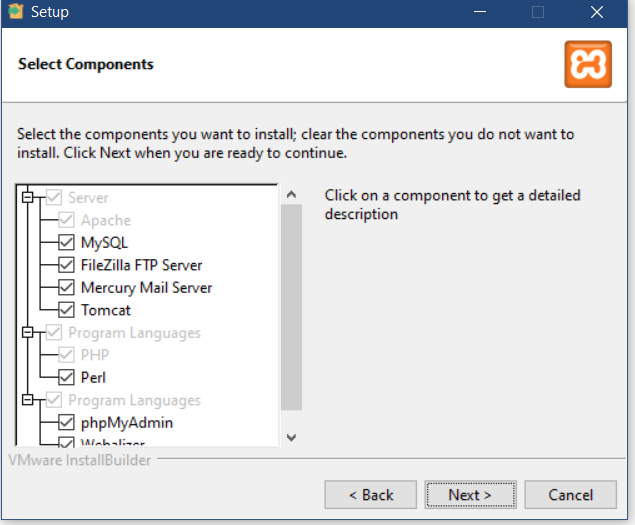 Setup
Select Components
Select the components you want to install; clear the components you do not want to
install. Click Next when you are ready to continue.
Server
Apache
MySQL
FileZilla FTP Server
Mercury Mail Server
Tomcat
Program Languages
PHP
Perl
Program Languages
phpMyAdmin
Webalizer
Click on a component to get a detailed
description
VMware InstallBuilder
< Back
Next >
Cancel